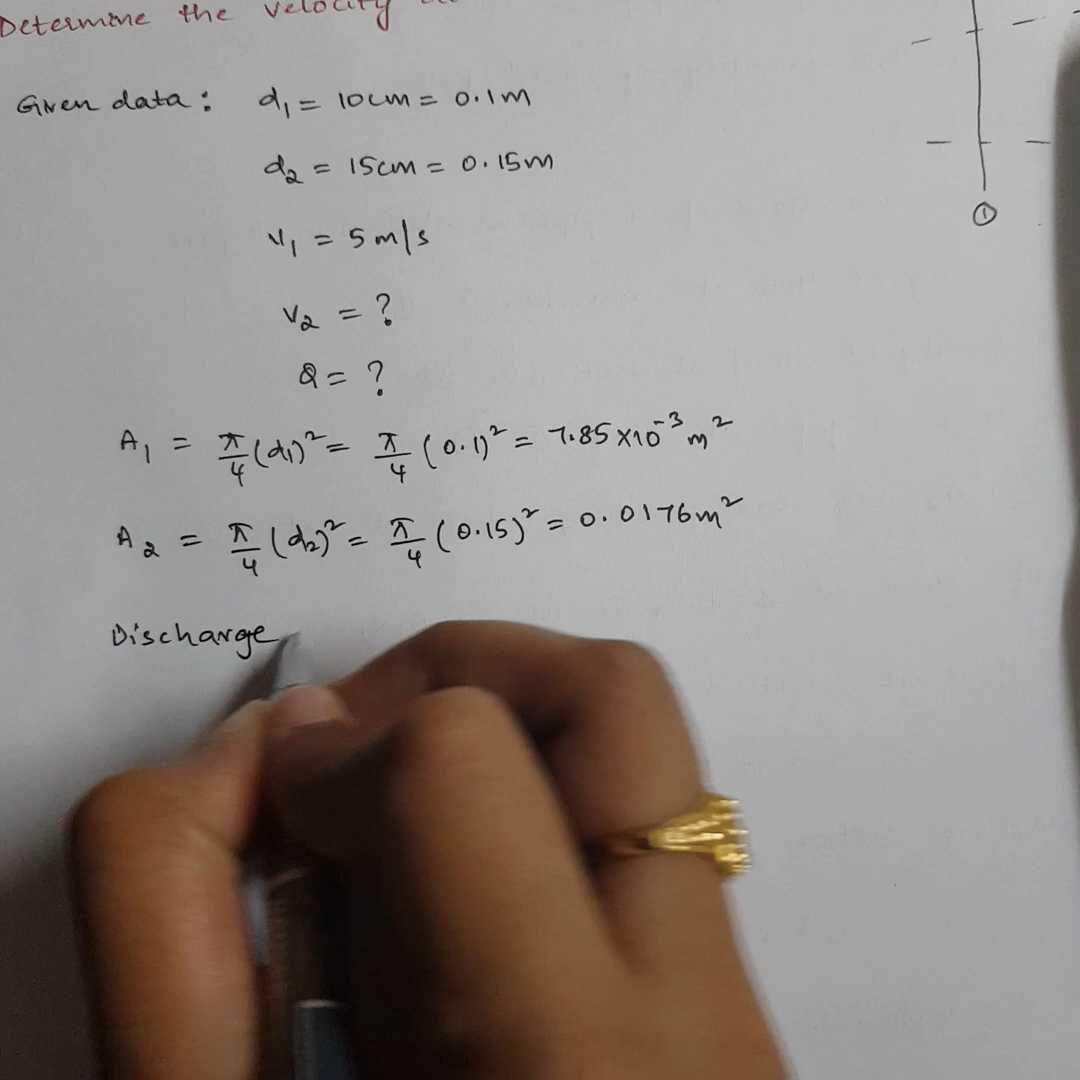 Determine the velocity
Given data: d₁ = 10cm = 0.1m
d₂ = 15cm = 0.15m
v₁ = 5m/s
v₂ = ?
Q = ?
A₁ = π/4 (d₁)² = π/4 (0.1)² = 7.85×10⁻³ m²
A₂ = π/4 (d₂)² = π/4 (0.15)² = 0.0176m²
Discharge
①